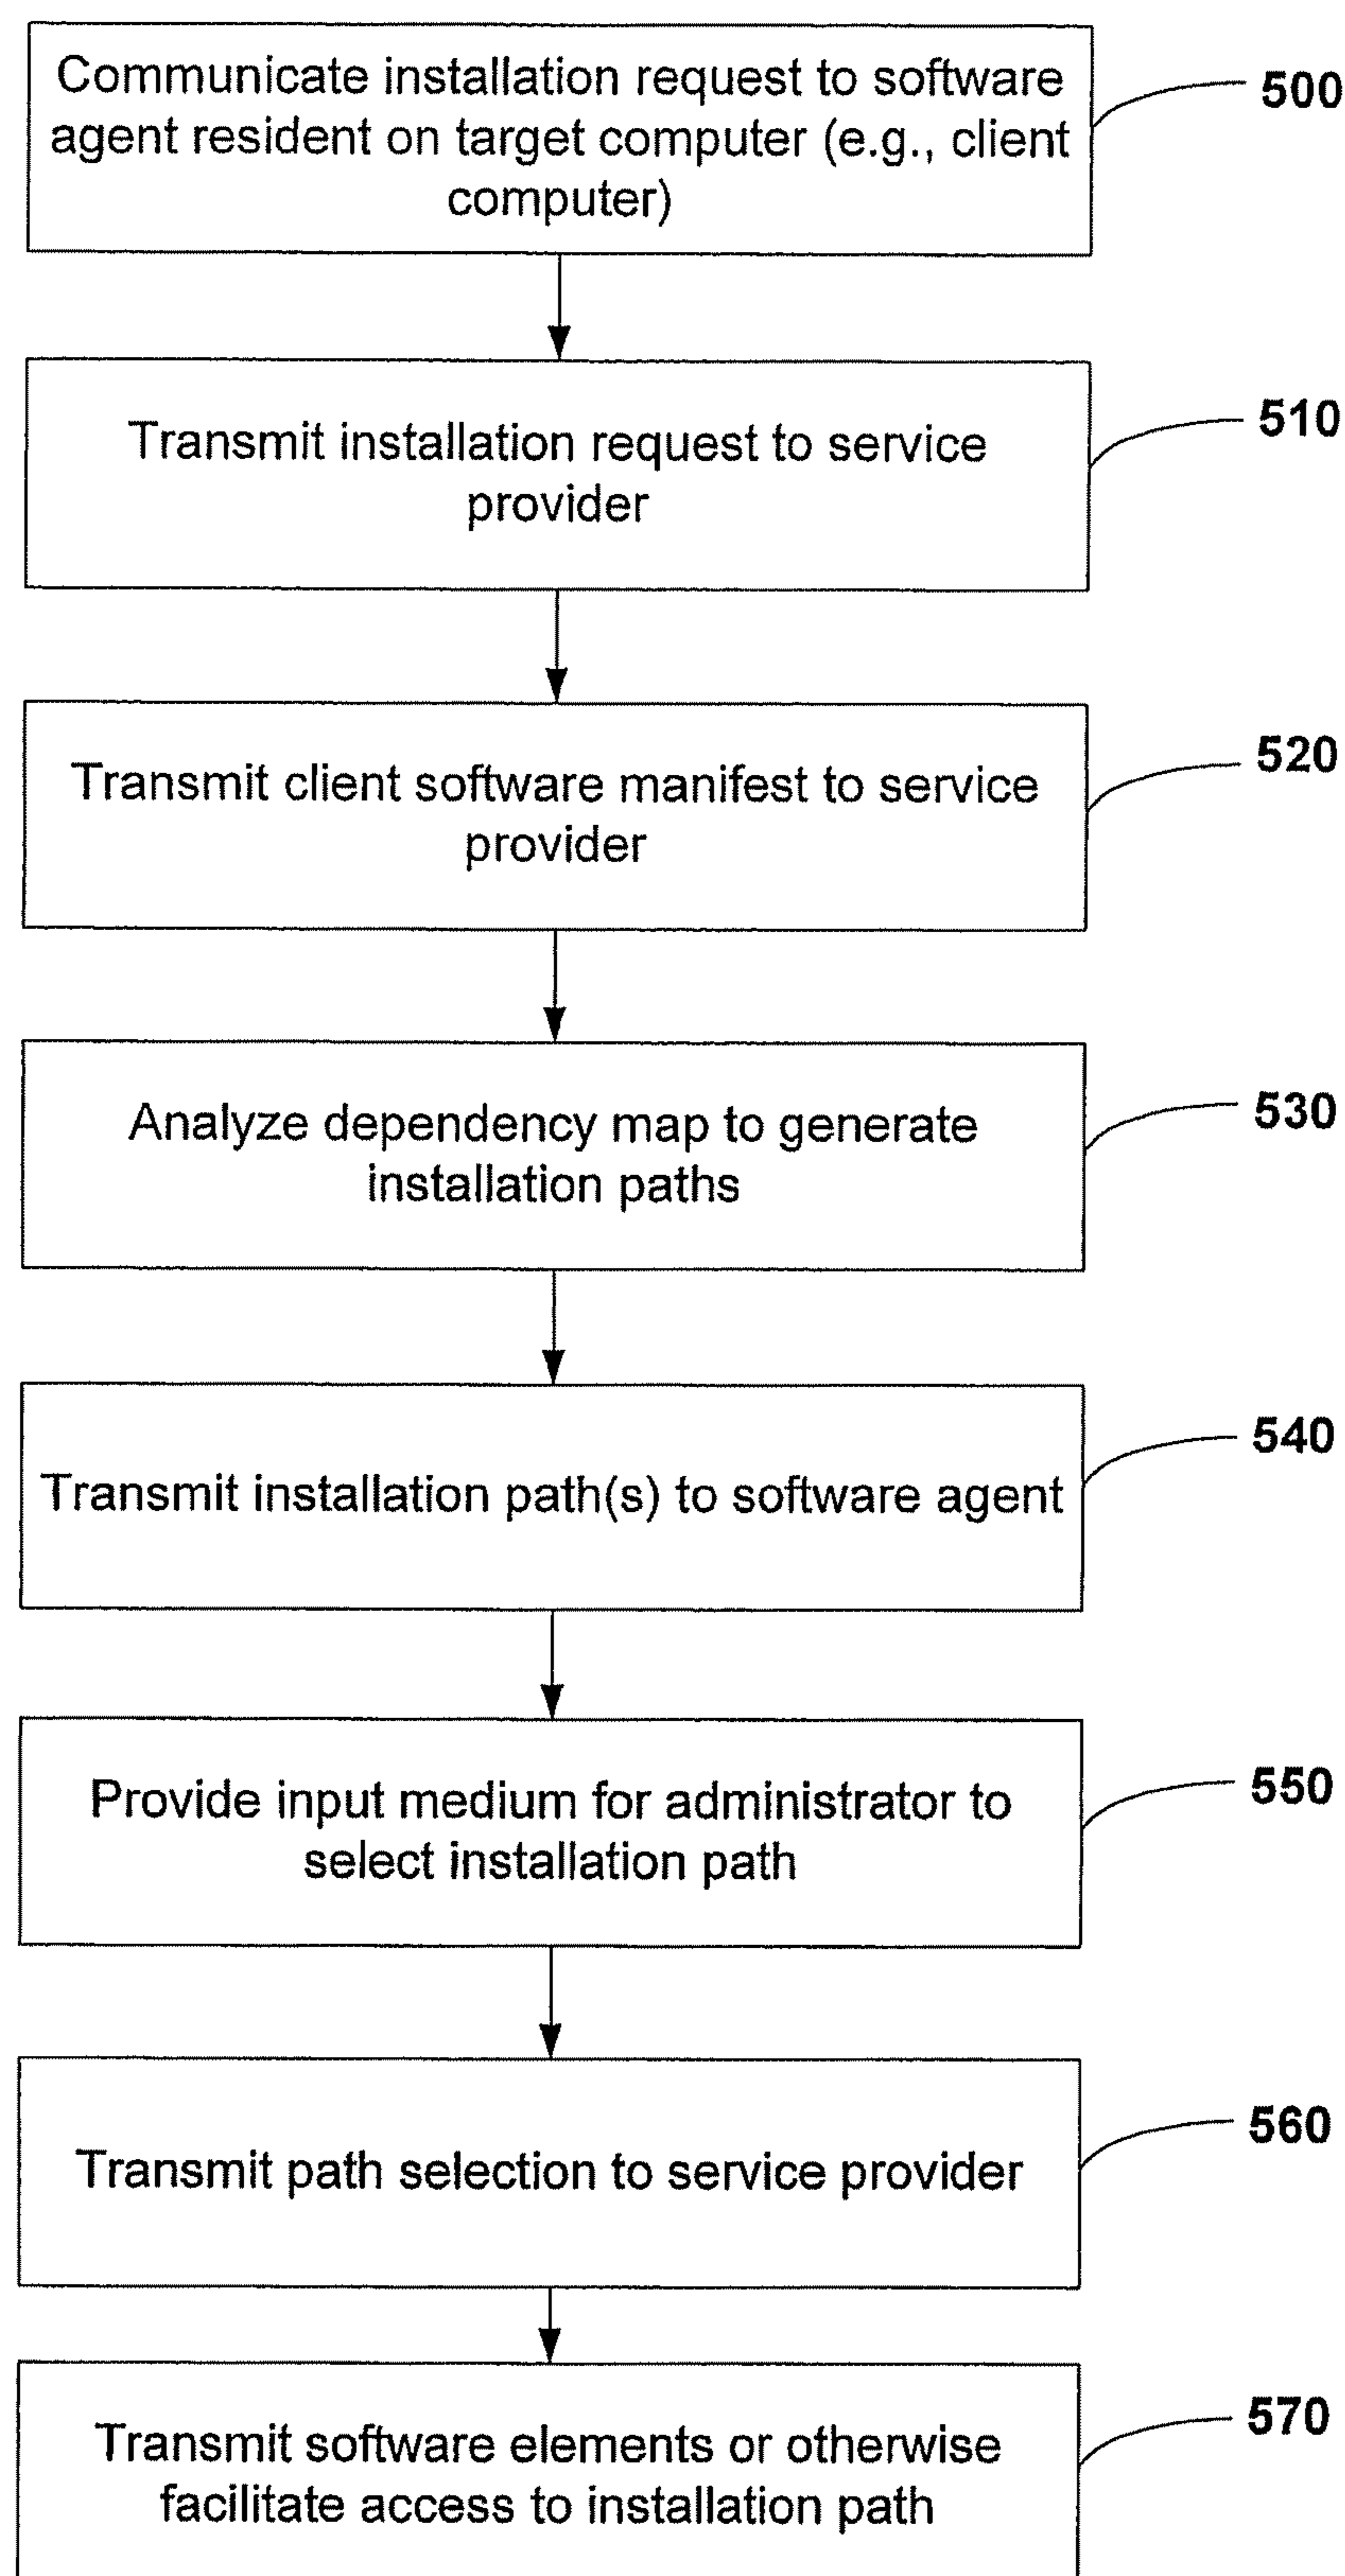 Communicate installation request to software
agent resident on target computer (e.g., client
computer)
500
Transmit installation request to service
provider
510
Transmit client software manifest to service
provider
520
Analyze dependency map to generate
installation paths
530
Transmit installation path(s) to software agent
540
Provide input medium for administrator to
select installation path
550
Transmit path selection to service provider
560
Transmit software elements or otherwise
facilitate access to installation path
570